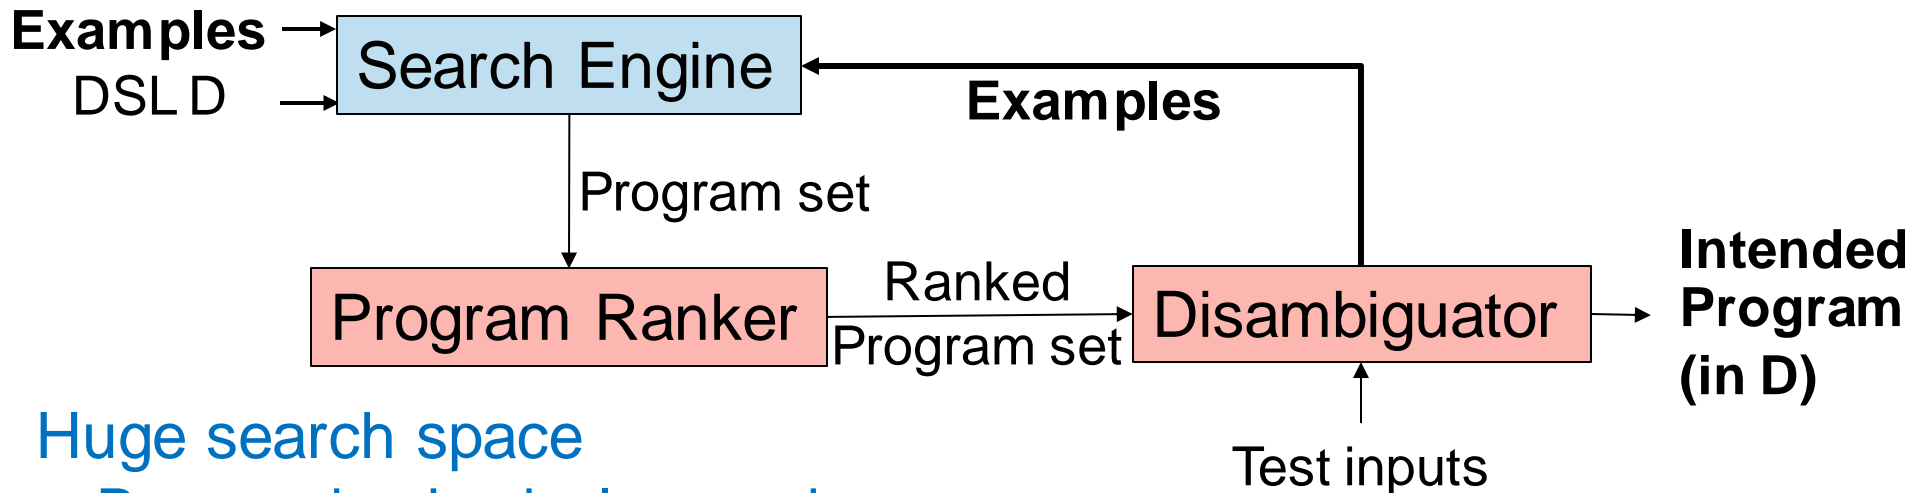 Examples
DSL D
Search Engine
Examples
Program set
Program Ranker
Ranked
Program set
Disambiguator
Intended
Program
(in D)
Test inputs
Huge search space